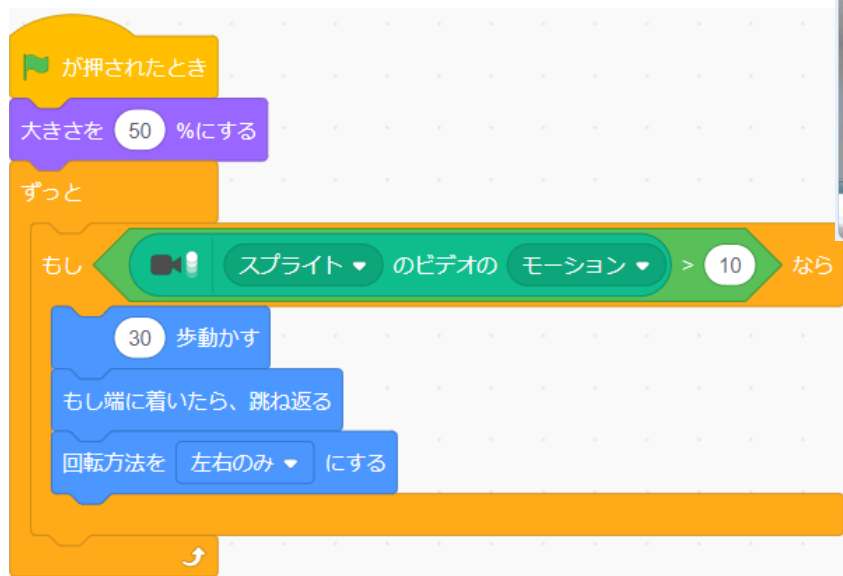 が押されたとき
大きさを 50 %にする
ずっと
もし スプライト のビデオの モーション > 10 なら
30 歩動かす
もし端に着いたら、跳ね返る
回転方法を 左右のみ にする